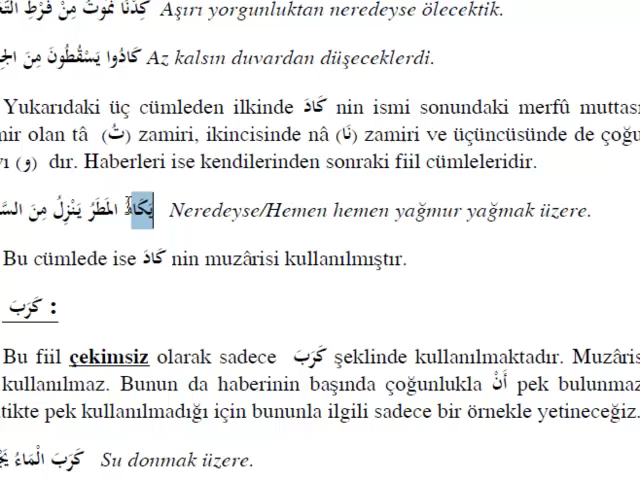 كِدْنَا نَمُوتُ مِنْ فَرْطِ Aşırı yorgunluktan neredeyse ölecektik.
كَادُوا يَسْقُطُونَ مِنَ Az kalsın duvardan düşeceklerdi.
Yukarıdaki üç cümleden ilkinde كَادَ nin ismi sonundaki merfû muttası
mir olan tâ (تُ) zamiri, ikincisinde nâ (نَا) zamiri ve üçüncüsünde de çoğu
(و) dır. Haberleri ise kendilerinden sonraki fiil cümleleridir.
يَكَادُ المَطَرُ يَنْزِلُ مِنَ Neredeyse/Hemen hemen yağmur yağmak üzere.
Bu cümlede ise كَادَ nin muzârisi kullanılmıştır.
كَرَبَ :
Bu fiil çekimsiz olarak sadece كَرَبَ şeklinde kullanılmaktadır. Muzâris
kullanılmaz. Bunun da haberinin başında çoğunlukla أَنْ pek bulunmaz
tikte pek kullanılmadığı için bununla ilgili sadece bir örnekle yetineceğiz.
كَرَبَ الْمَاءُ Su donmak üzere.